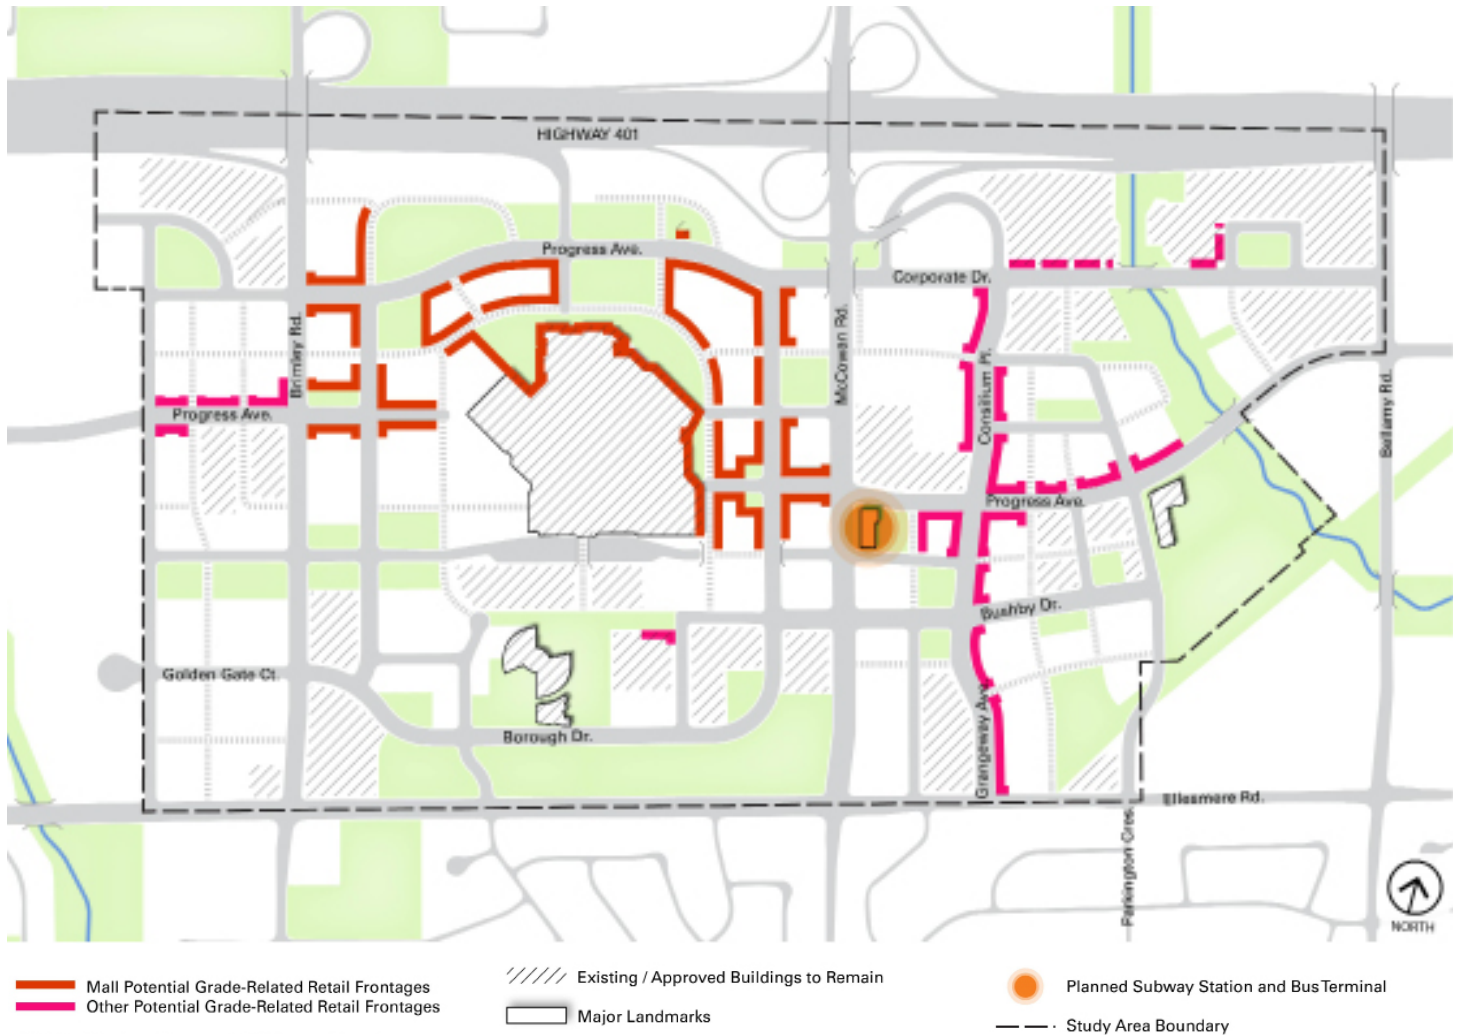 HIGHWAY 401
Progress Ave.
Corporate Dr.
Brimley Rd.
McCowan Rd.
Consilium Pl.
Bellamy Rd.
Progress Ave.
Progress Ave.
Bushby Dr.
Golden Gate Ct.
Grangeway Ave.
Borough Dr.
Ellesmere Rd.
Parkington Cres.
NORTH
Mall Potential Grade-Related Retail Frontages
Other Potential Grade-Related Retail Frontages
Existing / Approved Buildings to Remain
Major Landmarks
Planned Subway Station and Bus Terminal
Study Area Boundary